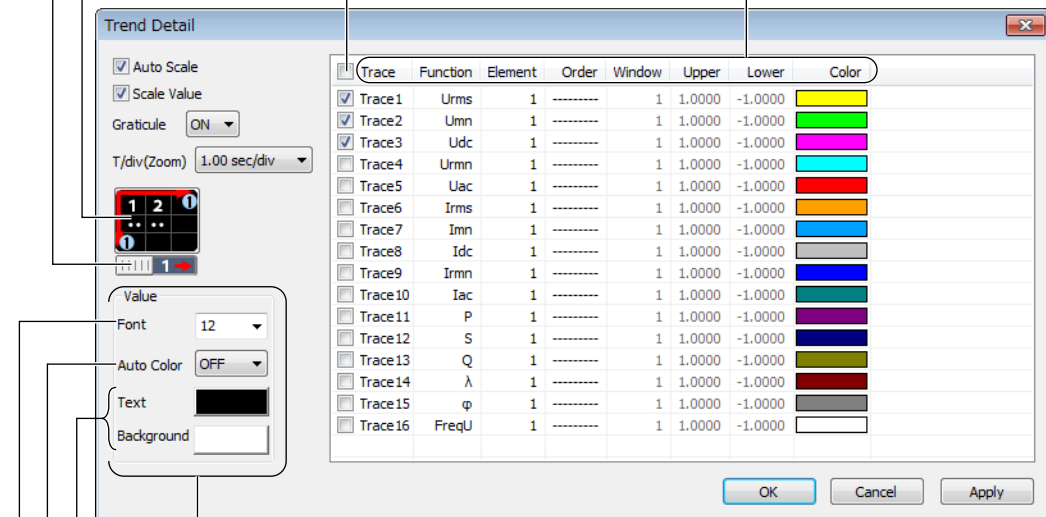 Trend Detail
Auto Scale
Scale Value
Graticule ON
T/div(Zoom) 1.00 sec/div
1 2 1
1
1
Value
Font 12
Auto Color OFF
Text
Background
Trace Function Element Order Window Upper Lower Color
Trace1 Urms 1 --------- 1 1.0000 -1.0000
Trace2 Umn 1 --------- 1 1.0000 -1.0000
Trace3 Udc 1 --------- 1 1.0000 -1.0000
Trace4 Urmn 1 --------- 1 1.0000 -1.0000
Trace5 Uac 1 --------- 1 1.0000 -1.0000
Trace6 Irms 1 --------- 1 1.0000 -1.0000
Trace7 Imn 1 --------- 1 1.0000 -1.0000
Trace8 Idc 1 --------- 1 1.0000 -1.0000
Trace9 Irmn 1 --------- 1 1.0000 -1.0000
Trace10 Iac 1 --------- 1 1.0000 -1.0000
Trace11 P 1 --------- 1 1.0000 -1.0000
Trace12 S 1 --------- 1 1.0000 -1.0000
Trace13 Q 1 --------- 1 1.0000 -1.0000
Trace14 λ 1 --------- 1 1.0000 -1.0000
Trace15 φ 1 --------- 1 1.0000 -1.0000
Trace16 FreqU 1 --------- 1 1.0000 -1.0000
OK Cancel Apply